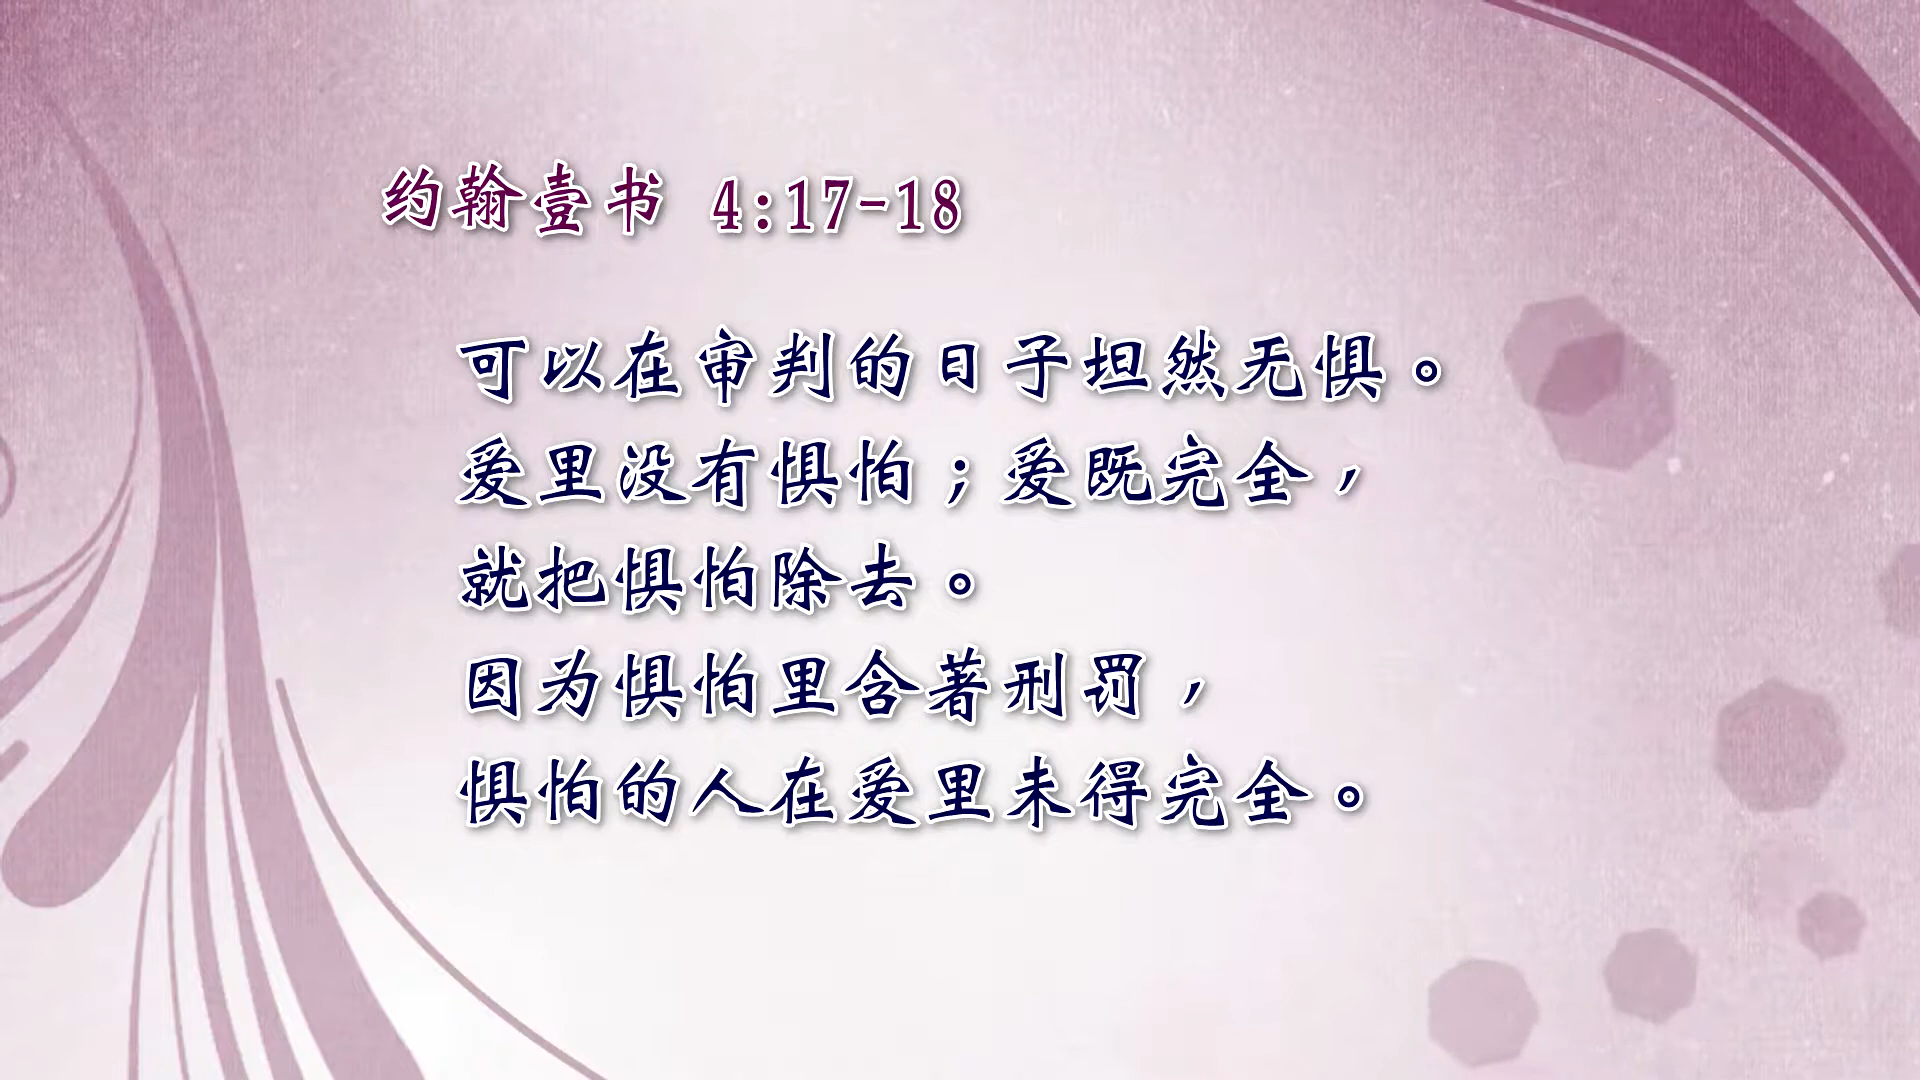 约翰壹书 4:17-18
可以在审判的日子坦然无惧。
爱里没有惧怕；爱既完全，
就把惧怕除去。
因为惧怕里含著刑罚，
惧怕的人在爱里未得完全。